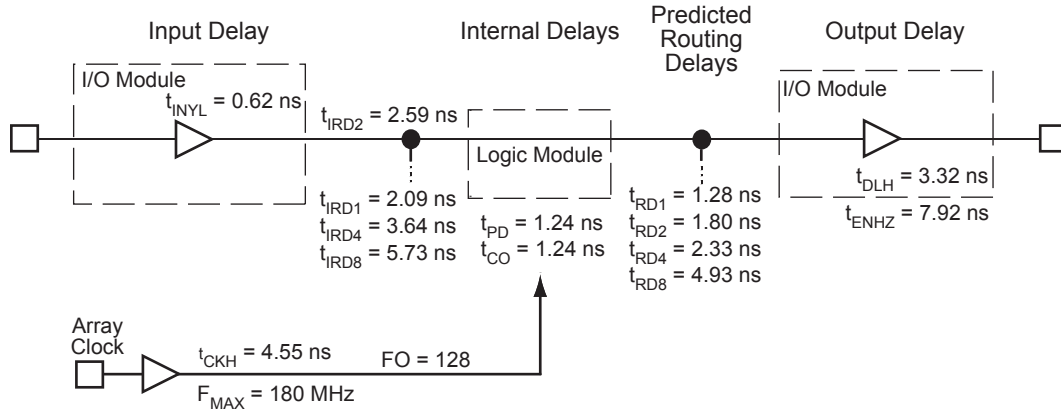 Input Delay
Internal Delays
Predicted
Routing
Delays
Output Delay
I/O Module
tINYL = 0.62 ns
tIRD2 = 2.59 ns
Logic Module
I/O Module
tDLH = 3.32 ns
tENHZ = 7.92 ns
tIRD1 = 2.09 ns
tIRD4 = 3.64 ns
tIRD8 = 5.73 ns
tPD = 1.24 ns
tCO = 1.24 ns
tRD1 = 1.28 ns
tRD2 = 1.80 ns
tRD4 = 2.33 ns
tRD8 = 4.93 ns
Array
Clock
tCKH = 4.55 ns
FO = 128
FMAX = 180 MHz